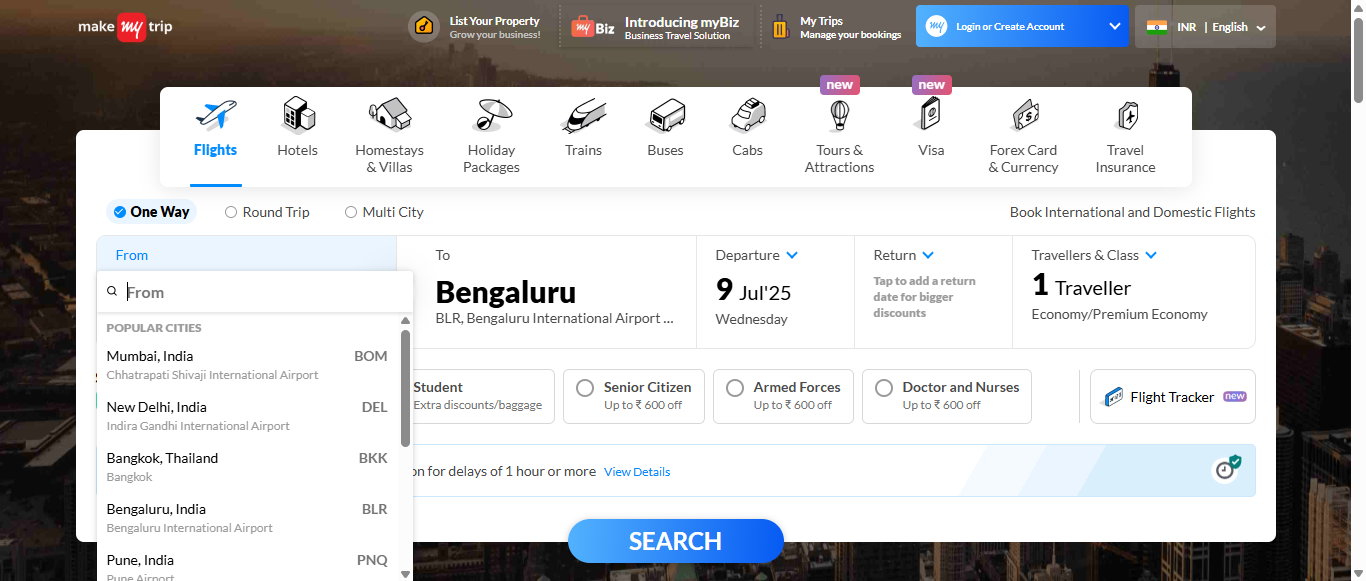 make my trip
List Your Property
Grow your business!
my Biz
Introducing myBiz
Business Travel Solution
My Trips
Manage your bookings
my
Login or Create Account
INR | English
new
new
Flights
Hotels
Homestays
& Villas
Holiday
Packages
Trains
Buses
Cabs
Tours &
Attractions
Visa
Forex Card
& Currency
Travel
Insurance
One Way
Round Trip
Multi City
Book International and Domestic Flights
From
To
Bengaluru
BLR, Bengaluru International Airport ...
Departure
9 Jul'25
Wednesday
Return
Tap to add a return
date for bigger
discounts
Travellers & Class
1 Traveller
Economy/Premium Economy
From
POPULAR CITIES
Mumbai, India BOM
Chhatrapati Shivaji International Airport
New Delhi, India DEL
Indira Gandhi International Airport
Bangkok, Thailand BKK
Bangkok
Bengaluru, India BLR
Bengaluru International Airport
Pune, India PNQ
Pune Airport
Student
Extra discounts/baggage
Senior Citizen
Up to ₹ 600 off
Armed Forces
Up to ₹ 600 off
Doctor and Nurses
Up to ₹ 600 off
Flight Tracker new
on for delays of 1 hour or more View Details
SEARCH